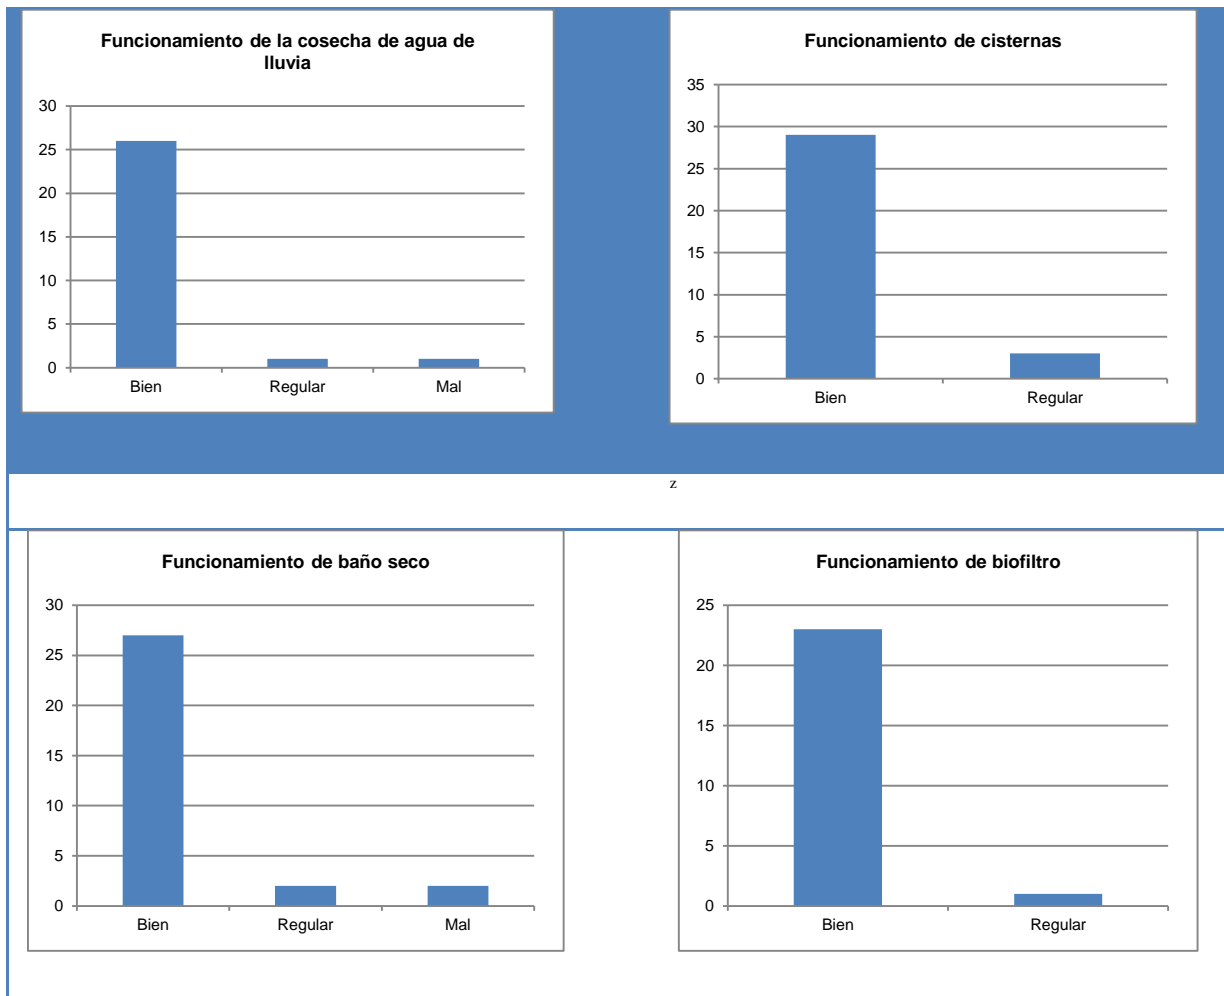 Funcionamiento de la cosecha de agua de
lluvia
30
25
20
15
10
5
0
Bien Regular Mal
Funcionamiento de cisternas
35
30
25
20
15
10
5
0
Bien Regular
z
Funcionamiento de baño seco
30
25
20
15
10
5
0
Bien Regular Mal
Funcionamiento de biofiltro
25
20
15
10
5
0
Bien Regular